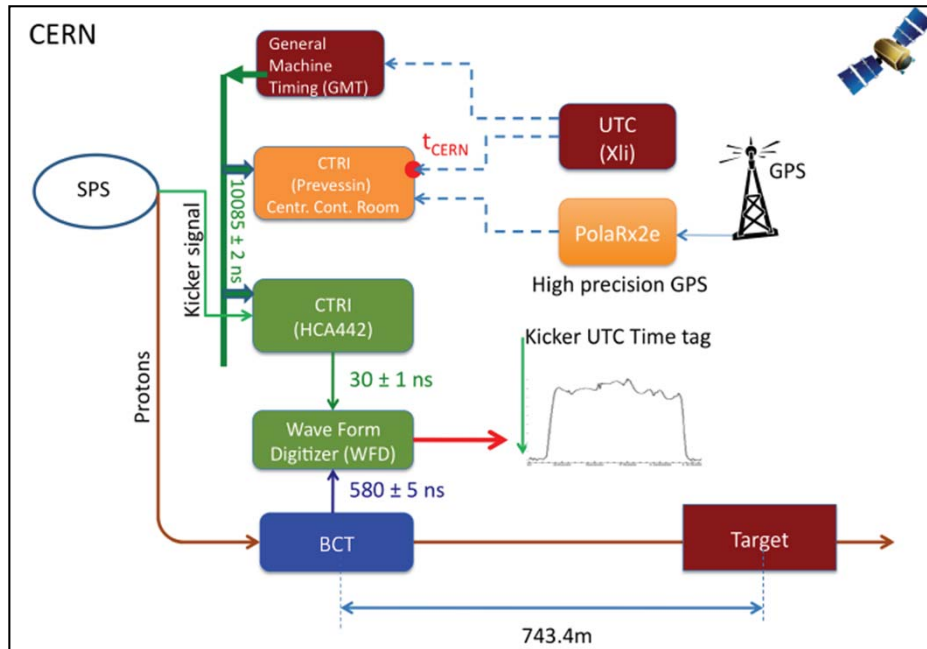 CERN
General
Machine
Timing (GMT)
UTC
(Xli)
GPS
t_CERN
CTRI
(Prevessin)
Centr. Cont. Room
SPS
PolaRx2e
High precision GPS
Kicker signal
10085 ± 2 ns
CTRI
(HCA442)
Kicker UTC Time tag
30 ± 1 ns
Protons
Wave Form
Digitizer (WFD)
580 ± 5 ns
BCT
Target
743.4m